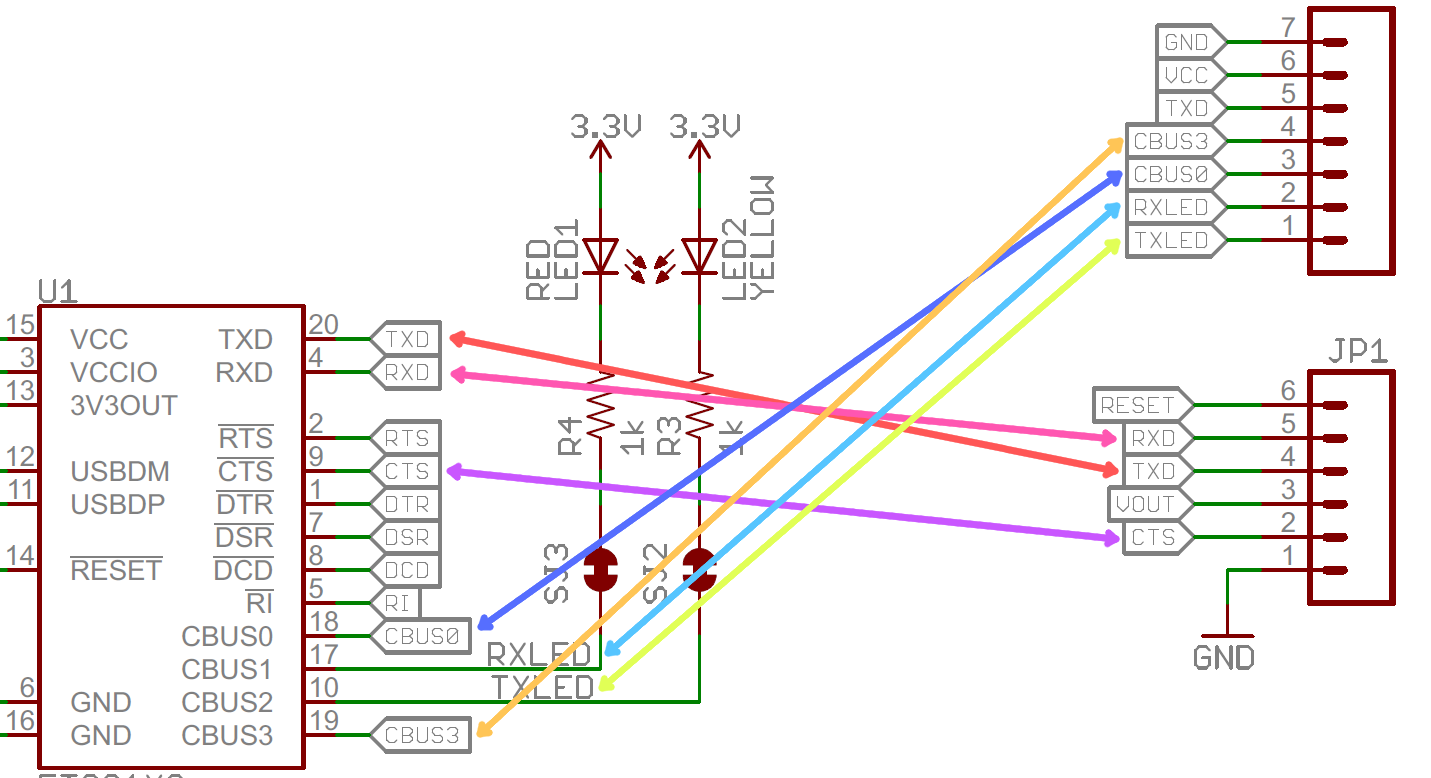 GND 7
VCC 6
TXD 5
CBUS3 4
CBUS0 3
RXLED 2
TXLED 1
3.3V 3.3V
RED
LED1
LED2
YELLOW
R4
1k
R3
1k
SJ3
SJ2
U1
15 VCC TXD 20 TXD
3 VCCIO RXD 4 RXD
13 3V3OUT
RTS 2 RTS
12 USBDM CTS 9 CTS
11 USBDP DTR 1 DTR
DSR 7 DSR
14 RESET DCD 8 DCD
RI 5 RI
CBUS0 18 CBUS0
CBUS1 17 RXLED
6 GND CBUS2 10 TXLED
16 GND CBUS3 19 CBUS3
JP1
RESET 6
RXD 5
TXD 4
VOUT 3
CTS 2
1
GND